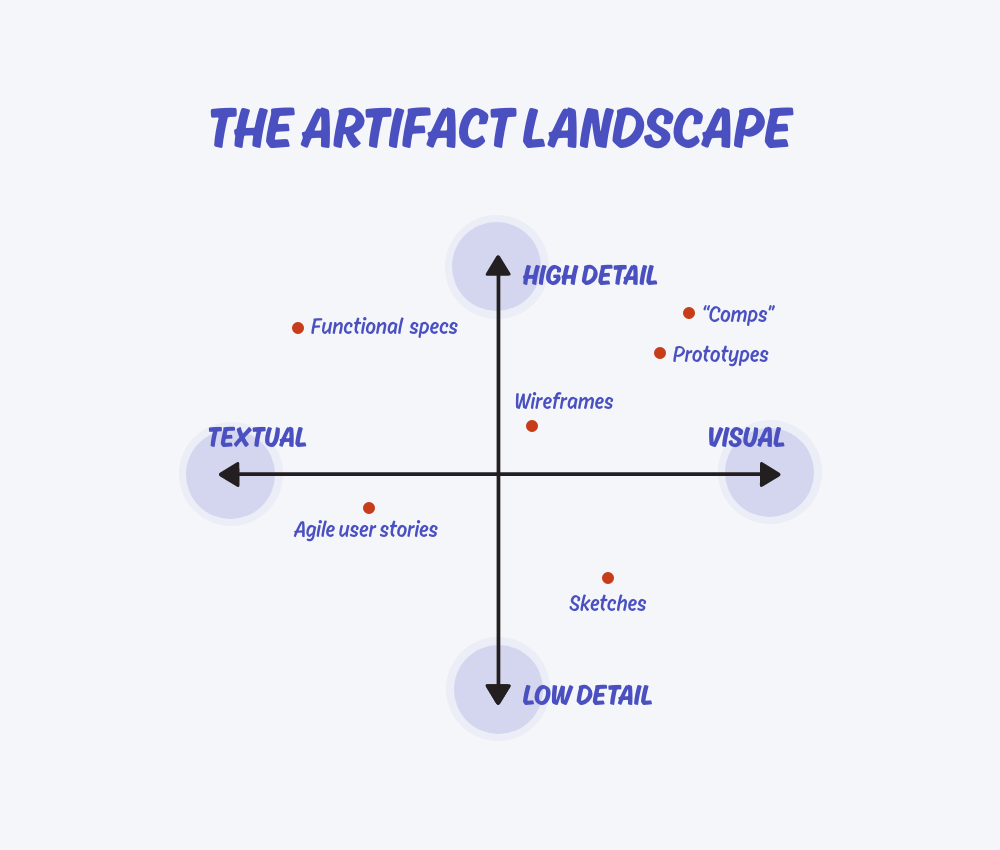 THE ARTIFACT LANDSCAPE
HIGH DETAIL
"Comps"
Functional specs
Prototypes
Wireframes
TEXTUAL
VISUAL
Agile user stories
Sketches
LOW DETAIL